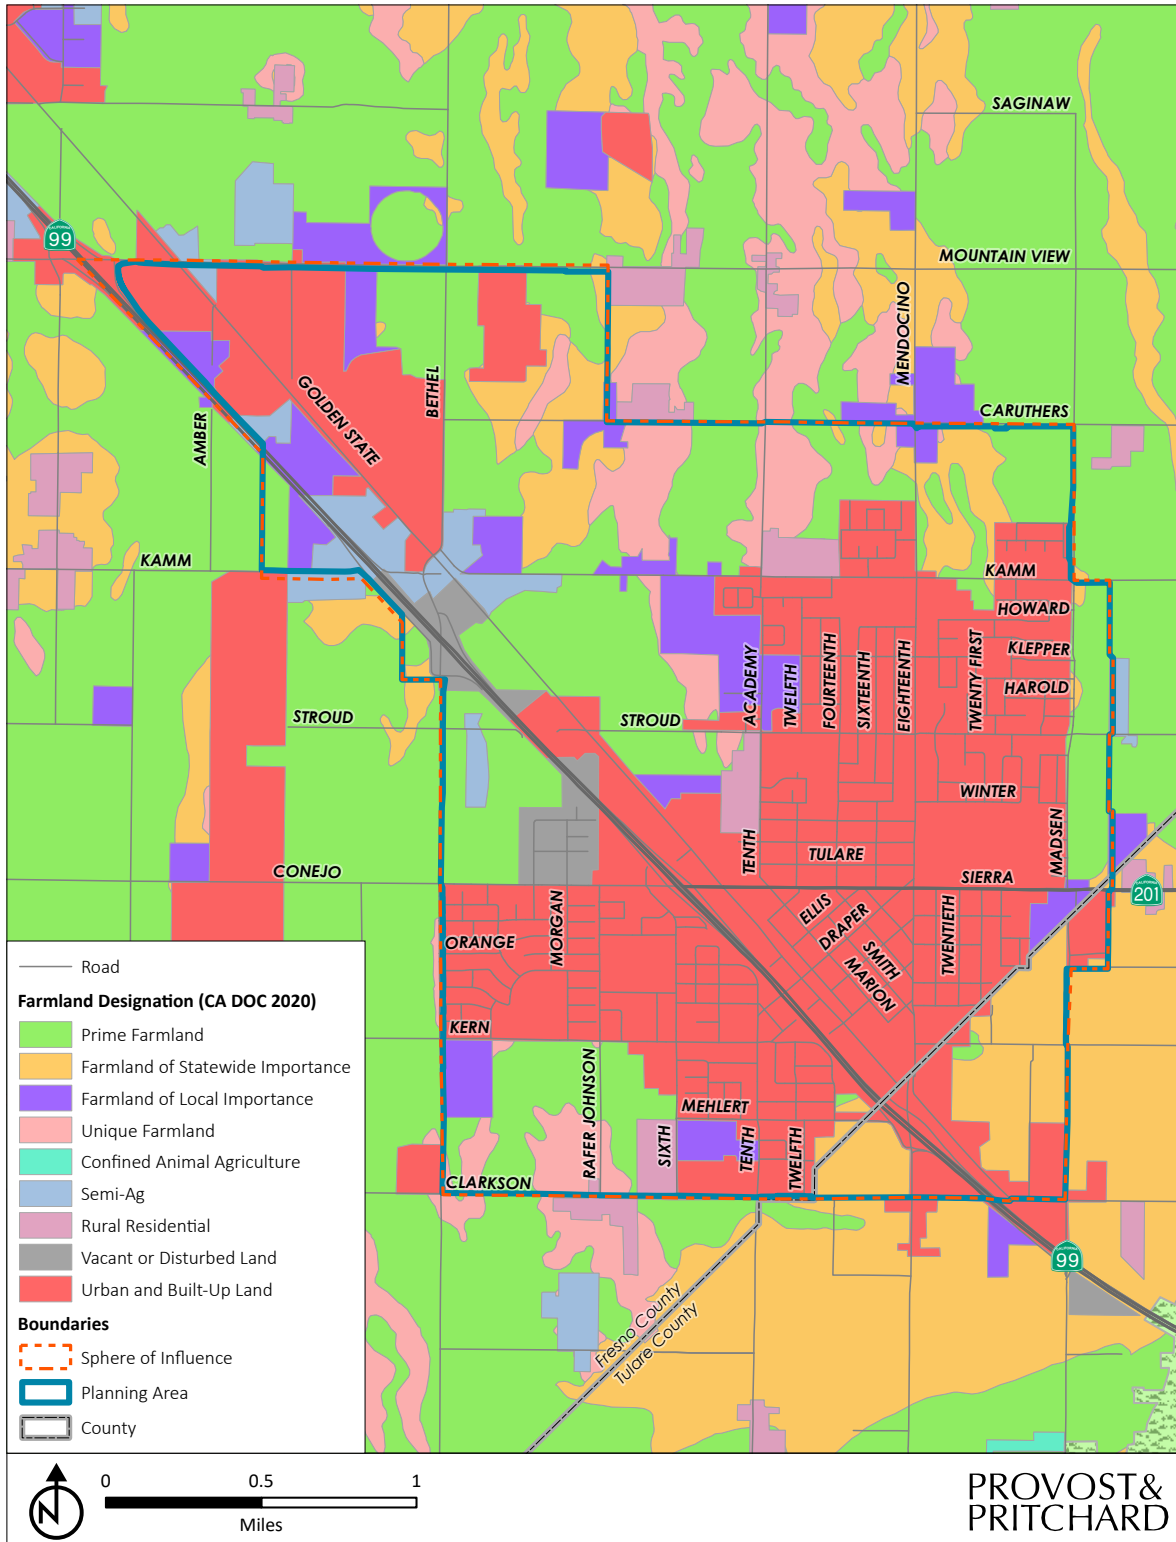 SAGINAW
CALIFORNIA
99
MOUNTAIN VIEW
MENDOCINO
BETHEL
GOLDEN STATE
CARUTHERS
AMBER
KAMM
KAMM
HOWARD
KLEPPER
HAROLD
ACADEMY
TWELFTH
FOURTEENTH
SIXTEENTH
EIGHTEENTH
TWENTY FIRST
STROUD
STROUD
WINTER
MADSEN
TENTH
TULARE
CONEJO
SIERRA
CALIFORNIA
201
ELLIS
DRAPER
SMITH
MARION
TWENTIETH
ORANGE
MORGAN
KERN
RAFER JOHNSON
MEHLERT
SIXTH
TENTH
TWELFTH
CLARKSON
CALIFORNIA
99
Fresno County
Tulare County
Road
Farmland Designation (CA DOC 2020)
Prime Farmland
Farmland of Statewide Importance
Farmland of Local Importance
Unique Farmland
Confined Animal Agriculture
Semi-Ag
Rural Residential
Vacant or Disturbed Land
Urban and Built-Up Land
Boundaries
Sphere of Influence
Planning Area
County
N
0 0.5 1
Miles
PROVOST&
PRITCHARD